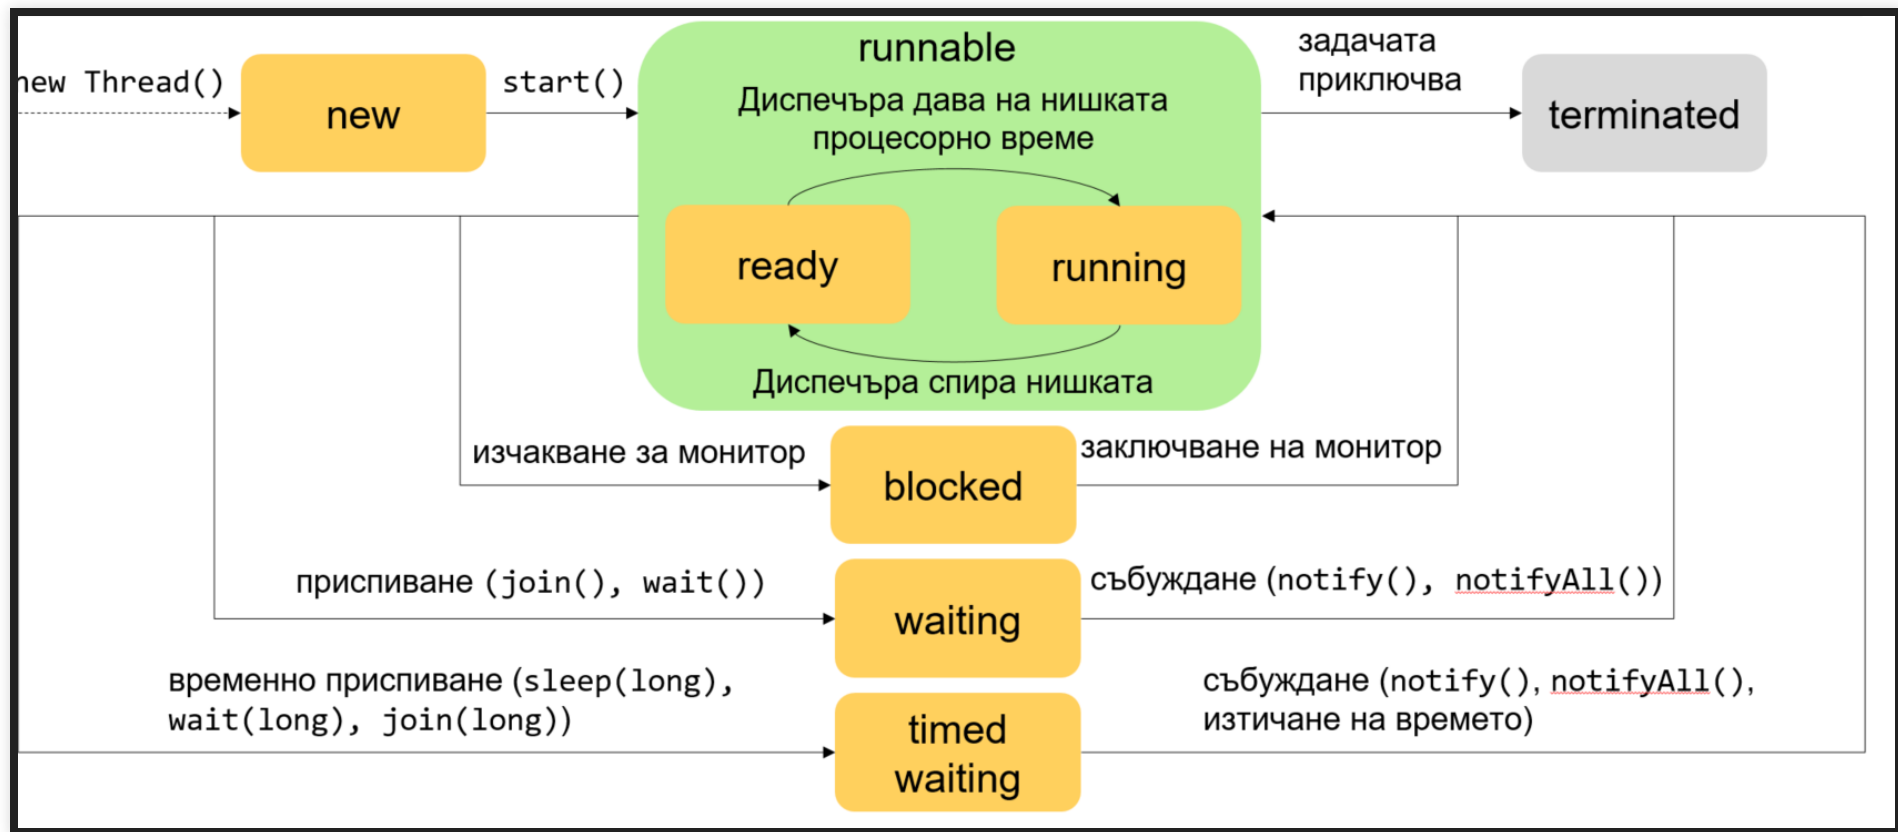 new Thread()
new
start()
runnable
Диспечъра дава на нишката
процесорно време
ready
running
Диспечъра спира нишката
задачата
приключва
terminated
изчакване за монитор
blocked
заключване на монитор
приспиване (join(), wait())
waiting
събуждане (notify(), notifyAll())
временно приспиване (sleep(long),
wait(long), join(long))
timed
waiting
събуждане (notify(), notifyAll(),
изтичане на времето)